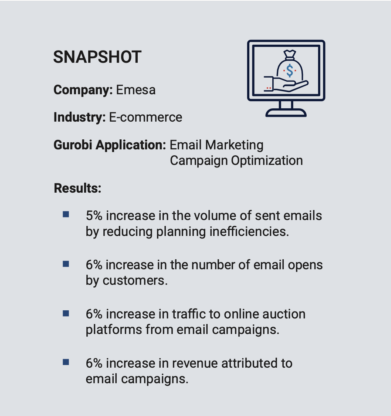 SNAPSHOT
Company: Emesa
Industry: E-commerce
Gurobi Application: Email Marketing
Campaign Optimization
Results:
5% increase in the volume of sent emails
by reducing planning inefficiencies.
6% increase in the number of email opens
by customers.
6% increase in traffic to online auction
platforms from email campaigns.
6% increase in revenue attributed to
email campaigns.
$